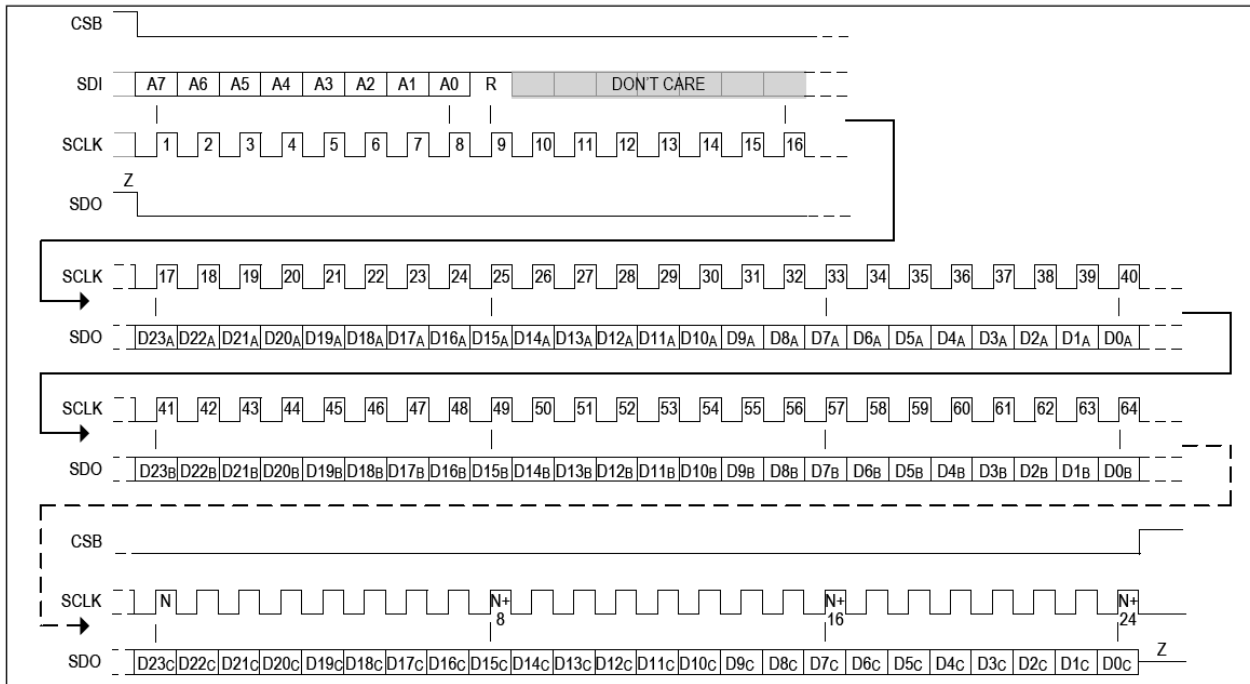 CSB
SDI A7 A6 A5 A4 A3 A2 A1 A0 R DON'T CARE
SCLK 1 2 3 4 5 6 7 8 9 10 11 12 13 14 15 16
Z
SDO
SCLK 17 18 19 20 21 22 23 24 25 26 27 28 29 30 31 32 33 34 35 36 37 38 39 40
SDO D23A D22A D21A D20A D19A D18A D17A D16A D15A D14A D13A D12A D11A D10A D9A D8A D7A D6A D5A D4A D3A D2A D1A D0A
SCLK 41 42 43 44 45 46 47 48 49 50 51 52 53 54 55 56 57 58 59 60 61 62 63 64
SDO D23B D22B D21B D20B D19B D18B D17B D16B D15B D14B D13B D12B D11B D10B D9B D8B D7B D6B D5B D4B D3B D2B D1B D0B
CSB
SCLK N N+ N+ N+
8 16 24
SDO D23C D22C D21C D20C D19C D18C D17C D16C D15C D14C D13C D12C D11C D10C D9C D8C D7C D6C D5C D4C D3C D2C D1C D0C Z